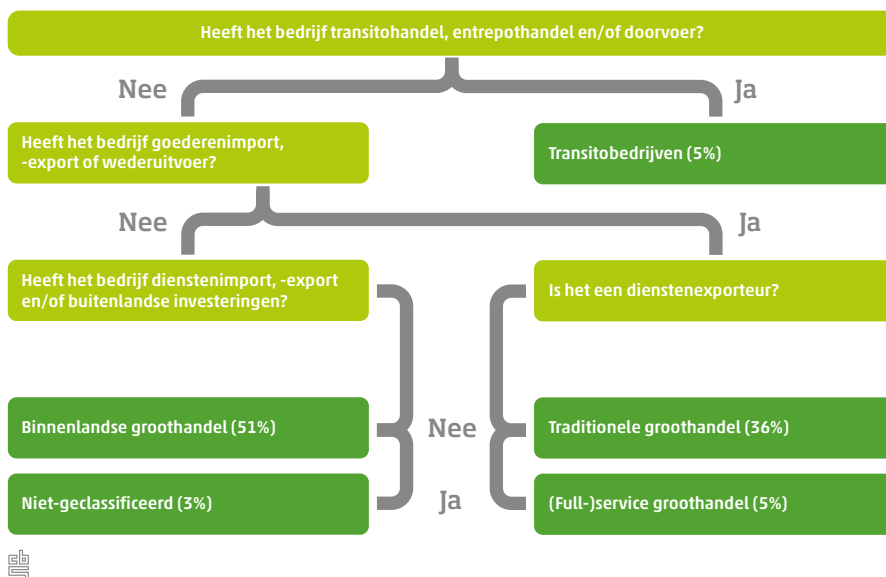 Heeft het bedrijf transitohandel, entrepothandel en/of doorvoer?
Nee
Ja
Heeft het bedrijf goederenimport,
-export of wederuitvoer?
Transitobedrijven (5%)
Nee
Ja
Heeft het bedrijf dienstenimport, -export
en/of buitenlandse investeringen?
Is het een dienstenexporteur?
Binnenlandse groothandel (51%)
Nee
Traditionele groothandel (36%)
Niet-geclassificeerd (3%)
Ja
(Full-)service groothandel (5%)